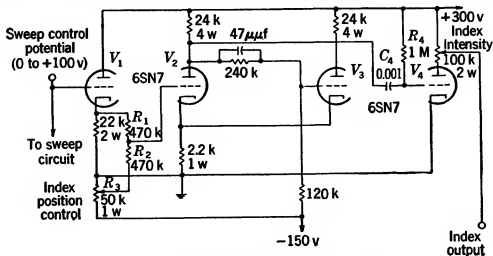 Sweep control
potential
(0 to +100v)
V1
24 k
4 w
47μμf
V2
240 k
6SN7
24 k
4 w
V3
C4
0.001
6SN7
R4
1 M
V4
+300 v
Index
Intensity
100 k
2 w
To sweep
circuit
22 k
2 w
R1
470 k
R2
470 k
2.2 k
1 w
Index
position
control
R3
50 k
1 w
120 k
−150 v
Index
output